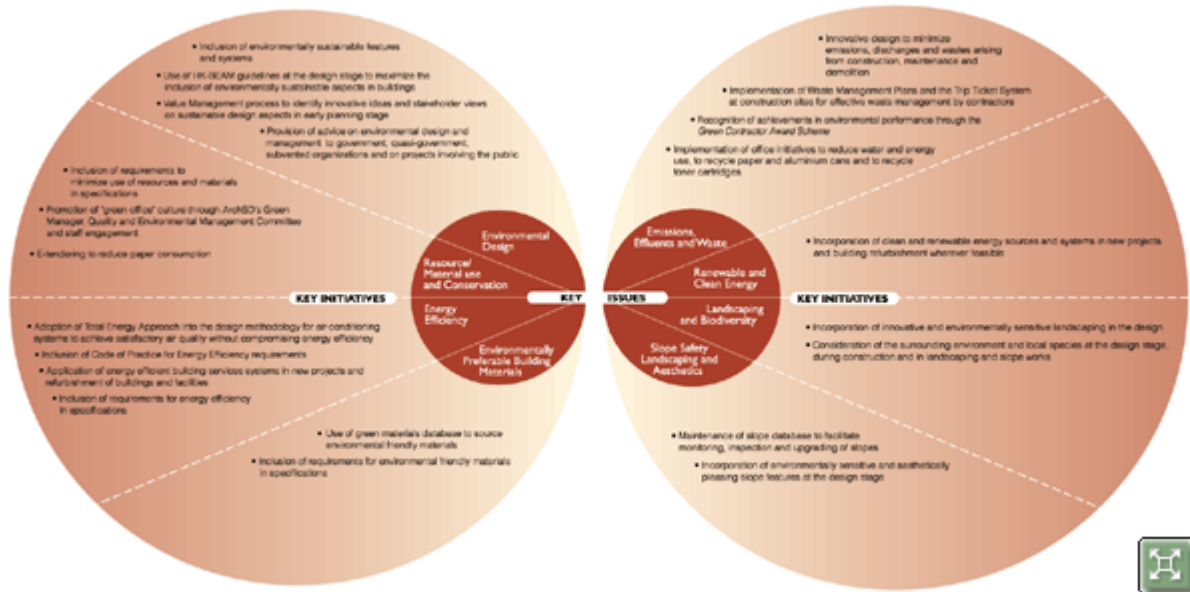 • Inclusion of environmentally sustainable features
and systems
• Use of HK-BEAM guidelines at the design stage to maximize the
inclusion of environmentally sustainable aspects in buildings
• Value Management process to identify innovative ideas and stakeholder views
on sustainable design aspects in early planning stage
• Provision of advice on environmental design and
management to government, quasi-government,
subvented organizations and on projects involving the public
• Inclusion of requirements to
minimize use of resources and materials
in specifications
• Promotion of "green office" culture through ArchSD's Green
Manager, Quality and Environmental Management Committee
and staff engagement
• E-tendering to reduce paper consumption
Environmental
Design
Resource/
Material use
and Conservation
KEY INITIATIVES
KEY
Energy
Efficiency
Environmentally
Preferable Building
Materials
• Adoption of Total Energy Approach into the design methodology for air-conditioning
systems to achieve satisfactory air quality without compromising energy efficiency
• Inclusion of Code of Practice for Energy Efficiency requirements
• Application of energy efficient building services systems in new projects and
refurbishment of buildings and facilities
• Inclusion of requirements for energy efficiency
in specifications
• Use of green materials database to source
environmental friendly materials
• Inclusion of requirements for environmental friendly materials
in specifications
• Innovative design to minimize
emissions, discharges and wastes arising
from construction, maintenance and
demolition
• Implementation of Waste Management Plans and the Trip Ticket System
at construction sites for effective waste management by contractors
• Recognition of achievements in environmental performance through the
Green Contractor Award Scheme
• Implementation of office initiatives to reduce water and energy
use, to recycle paper and aluminium cans and to recycle
toner cartridges
Emissions,
Effluents and Waste
Renewable and
Clean Energy
• Incorporation of clean and renewable energy sources and systems in new projects
and building refurbishment wherever feasible
ISSUES
KEY INITIATIVES
Landscaping
and Biodiversity
Slope Safety
Landscaping and
Aesthetics
• Incorporation of innovative and environmentally sensitive landscaping in the design
• Consideration of the surrounding environment and local species at the design stage,
during construction and in landscaping and slope works
• Maintenance of slope database to facilitate
monitoring, inspection and upgrading of slopes
• Incorporation of environmentally sensitive and aesthetically
pleasing slope features at the design stage